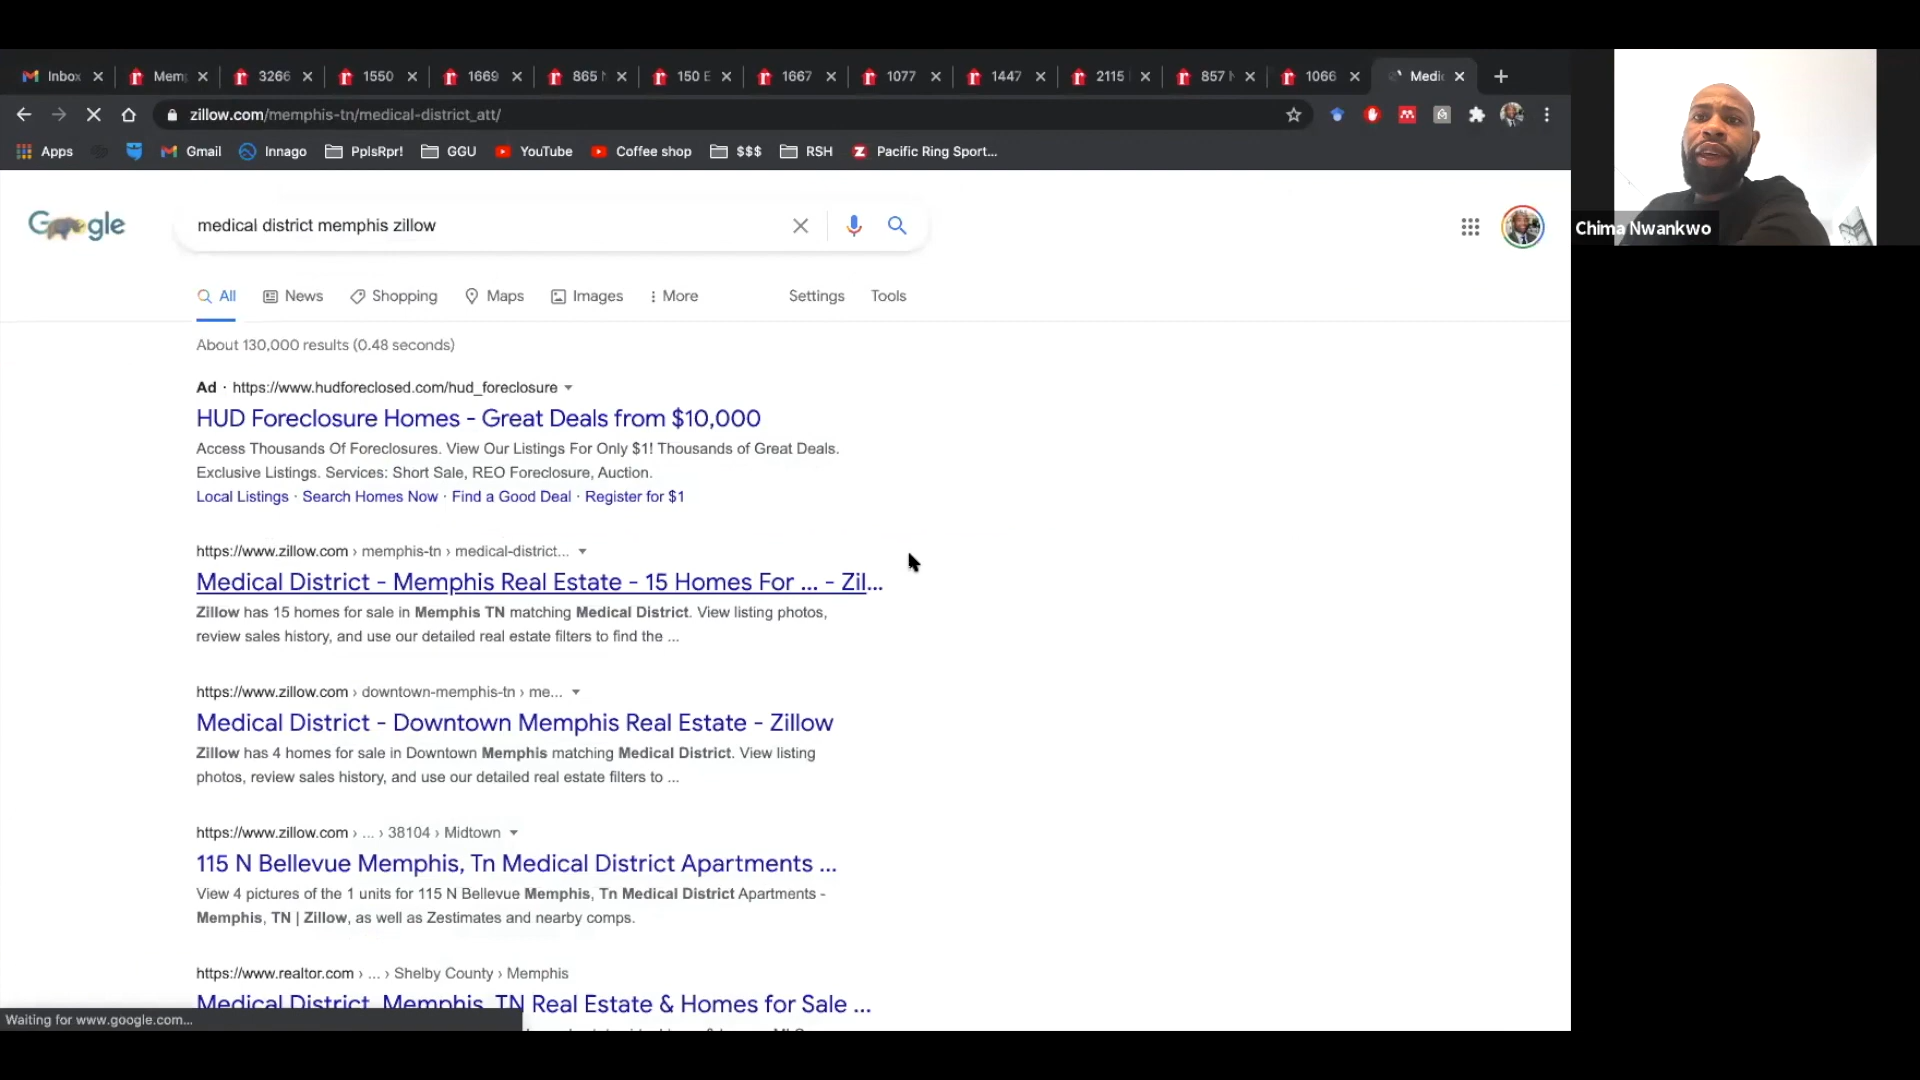 Inbox
Mem
3266
1550
1669
865
150 E
1667
1077
1447
2115
857
1066
Medic
zillow.com/memphis-tn/medical-district_att/
Apps
Gmail
Innago
PplsRpr!
GGU
YouTube
Coffee shop
$$$
RSH
Pacific Ring Sport...
Google
medical district memphis zillow
Chima Nwankwo
All
News
Shopping
Maps
Images
More
Settings
Tools
About 130,000 results (0.48 seconds)
Ad · https://www.hudforeclosed.com/hud_foreclosure
HUD Foreclosure Homes - Great Deals from $10,000
Access Thousands Of Foreclosures. View Our Listings For Only $1! Thousands of Great Deals.
Exclusive Listings. Services: Short Sale, REO Foreclosure, Auction.
Local Listings · Search Homes Now · Find a Good Deal · Register for $1
https://www.zillow.com › memphis-tn › medical-district...
Medical District - Memphis Real Estate - 15 Homes For ... - Zil...
Zillow has 15 homes for sale in Memphis TN matching Medical District. View listing photos,
review sales history, and use our detailed real estate filters to find the ...
https://www.zillow.com › downtown-memphis-tn › me...
Medical District - Downtown Memphis Real Estate - Zillow
Zillow has 4 homes for sale in Downtown Memphis matching Medical District. View listing
photos, review sales history, and use our detailed real estate filters to ...
https://www.zillow.com › ... › 38104 › Midtown
115 N Bellevue Memphis, Tn Medical District Apartments ...
View 4 pictures of the 1 units for 115 N Bellevue Memphis, Tn Medical District Apartments -
Memphis, TN | Zillow, as well as Zestimates and nearby comps.
https://www.realtor.com › ... › Shelby County › Memphis
Medical District, Memphis, TN Real Estate & Homes for Sale ...
Waiting for www.google.com...